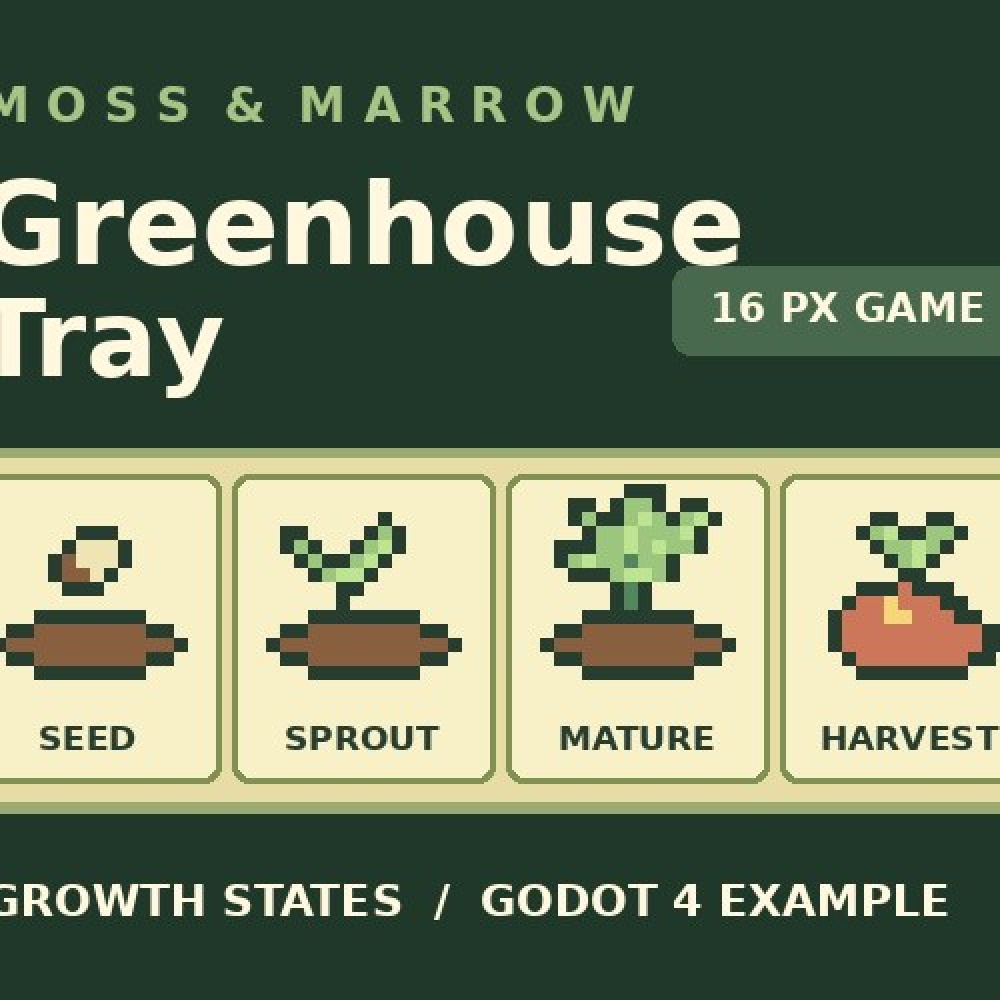 MOSS & MARROW
Greenhouse
Tray
16 PX GAME
SEED
SPROUT
MATURE
HARVEST
GROWTH STATES / GODOT 4 EXAMPLE